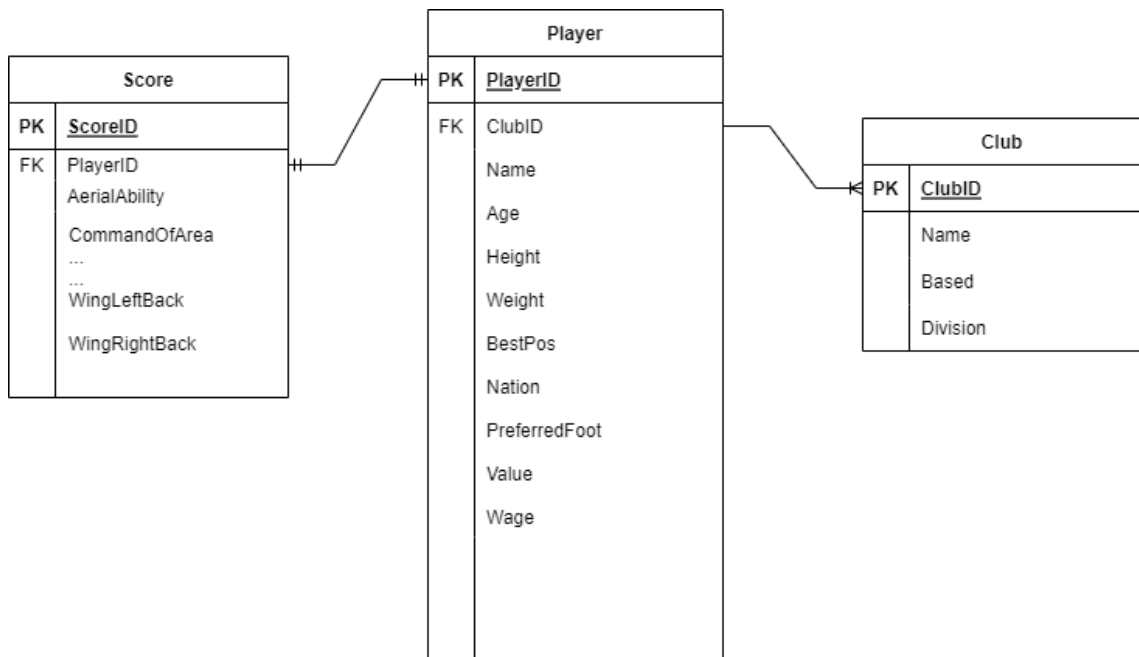 Score
PK ScoreID
FK PlayerID
AerialAbility
CommandOfArea
...
...
WingLeftBack
WingRightBack
Player
PK PlayerID
FK ClubID
Name
Age
Height
Weight
BestPos
Nation
PreferredFoot
Value
Wage
Club
PK ClubID
Name
Based
Division